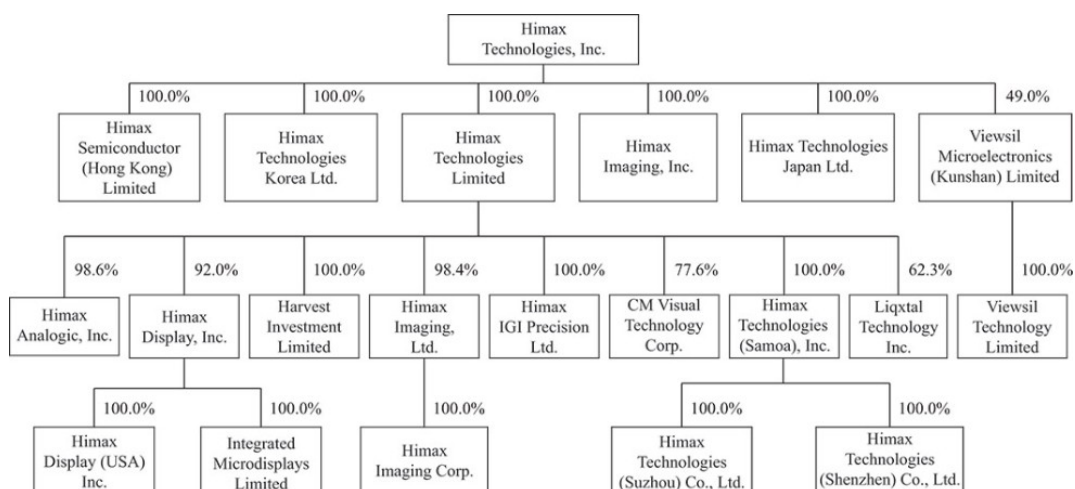 Himax
Technologies, Inc.
100.0%
100.0%
100.0%
100.0%
100.0%
49.0%
Himax
Semiconductor
(Hong Kong)
Limited
Himax
Technologies
Korea Ltd.
Himax
Technologies
Limited
Himax
Imaging, Inc.
Himax Technologies
Japan Ltd.
Viewsil
Microelectronics
(Kunshan) Limited
98.6%
92.0%
100.0%
98.4%
100.0%
77.6%
100.0%
62.3%
100.0%
Himax
Analogic, Inc.
Himax
Display, Inc.
Harvest
Investment
Limited
Himax
Imaging,
Ltd.
Himax
IGI Precision
Ltd.
CM Visual
Technology
Corp.
Himax
Technologies
(Samoa), Inc.
Liqxtal
Technology
Inc.
Viewsil
Technology
Limited
100.0%
100.0%
100.0%
100.0%
100.0%
Himax
Display (USA)
Inc.
Integrated
Microdisplays
Limited
Himax
Imaging Corp.
Himax
Technologies
(Suzhou) Co., Ltd.
Himax
Technologies
(Shenzhen) Co., Ltd.